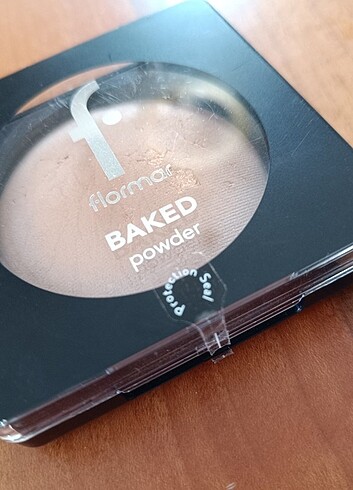 f
flormar
BAKED
powder
Protection Seal